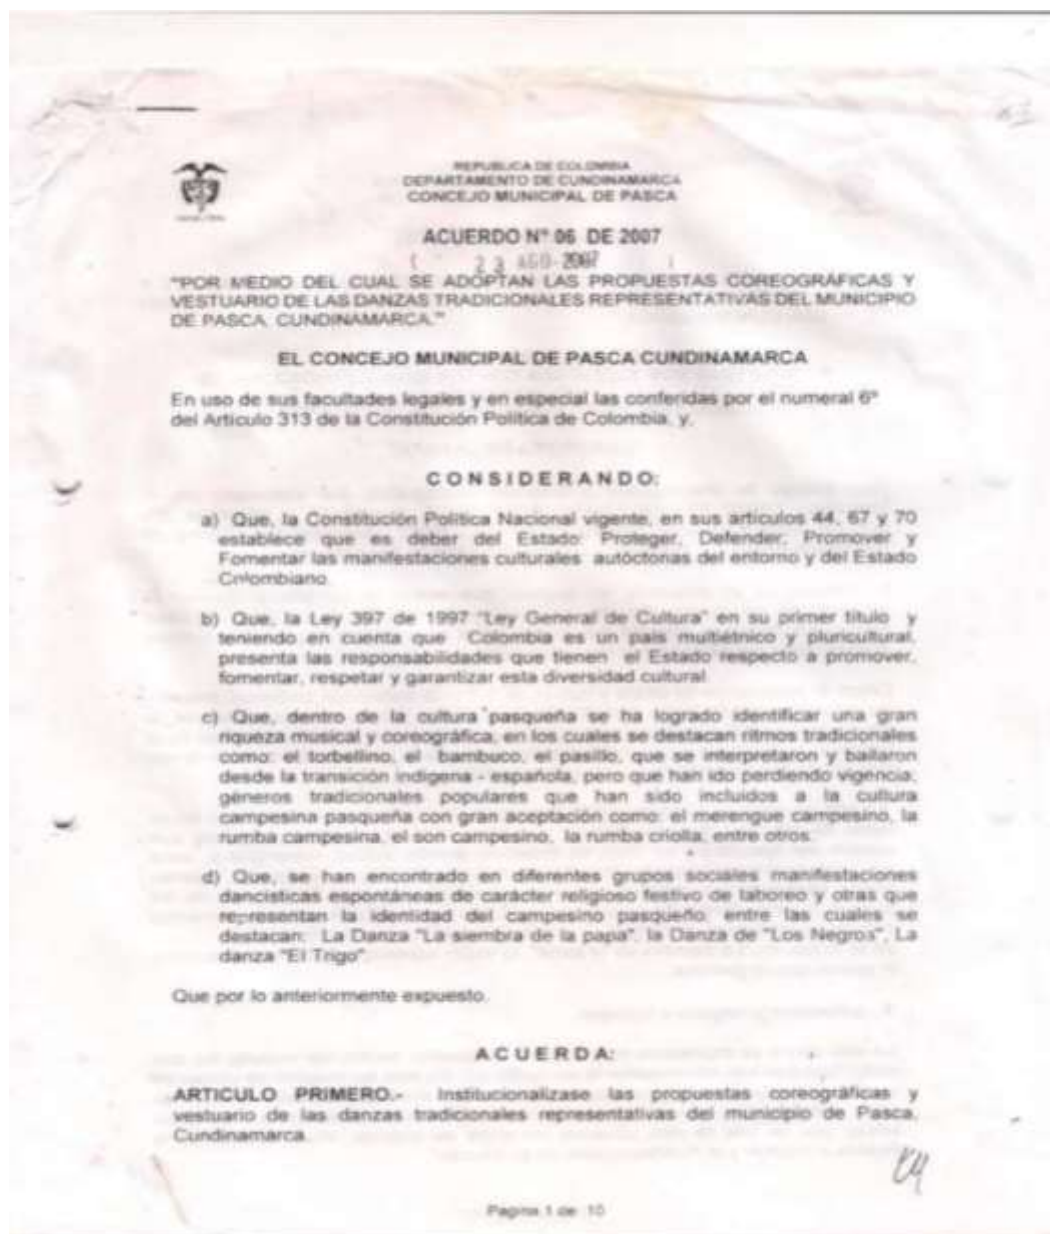 REPUBLICA DE COLOMBIA
DEPARTAMENTO DE CUNDINAMARCA
CONCEJO MUNICIPAL DE PASCA
ACUERDO N° 06 DE 2007
( 23 AGO 2007 )
"POR MEDIO DEL CUAL SE ADOPTAN LAS PROPUESTAS COREOGRÁFICAS Y
VESTUARIO DE LAS DANZAS TRADICIONALES REPRESENTATIVAS DEL MUNICIPIO
DE PASCA, CUNDINAMARCA."
EL CONCEJO MUNICIPAL DE PASCA CUNDINAMARCA
En uso de sus facultades legales y en especial las conferidas por el numeral 6º
del Articulo 313 de la Constitución Política de Colombia, y,
C O N S I D E R A N D O:
a) Que, la Constitución Política Nacional vigente, en sus artículos 44, 67 y 70
establece que es deber del Estado: Proteger, Defender, Promover y
Fomentar las manifestaciones culturales autóctonas del entorno y del Estado
Colombiano.
b) Que, la Ley 397 de 1997 "Ley General de Cultura" en su primer título y
teniendo en cuenta que Colombia es un país multiétnico y pluricultural,
presenta las responsabilidades que tienen el Estado respecto a promover,
fomentar, respetar y garantizar esta diversidad cultural.
c) Que, dentro de la cultura pasqueña se ha logrado identificar una gran
riqueza musical y coreográfica, en los cuales se destacan ritmos tradicionales
como: el torbellino, el bambuco, el pasillo, que se interpretaron y bailaron
desde la transición indígena - española, pero que han ido perdiendo vigencia;
géneros tradicionales populares que han sido incluidos a la cultura
campesina pasqueña con gran aceptación como: el merengue campesino, la
rumba campesina, el son campesino, la rumba criolla, entre otros.
d) Que, se han encontrado en diferentes grupos sociales manifestaciones
dancísticas espontáneas de carácter religioso festivo de laboreo y otras que
representan la identidad del campesino pasqueño, entre las cuales se
destacan: La Danza "La siembra de la papa", la Danza de "Los Negros", La
danza "El Trigo".
Que por lo anteriormente expuesto,
A C U E R D A:
ARTICULO PRIMERO.- Institucionalízase las propuestas coreográficas y
vestuario de las danzas tradicionales representativas del municipio de Pasca,
Cundinamarca.
Pagina 1 de 10